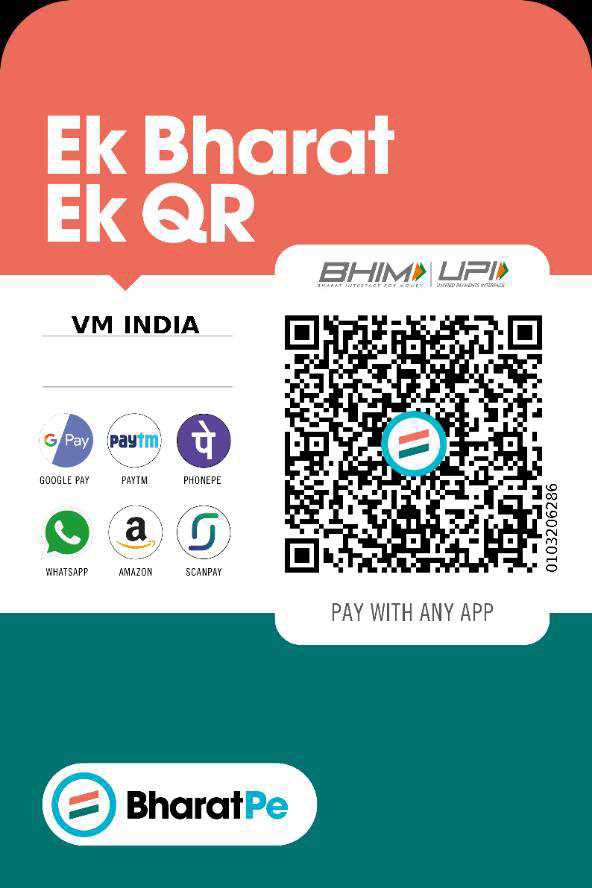 Ek Bharat
Ek QR
BHIM UPI
BHARAT INTERFACE FOR MONEY UNIFIED PAYMENTS INTERFACE
VM INDIA
G Pay paytm पे
GOOGLE PAY PAYTM PHONEPE
a
WHATSAPP AMAZON SCANPAY
0103206286
PAY WITH ANY APP
BharatPe